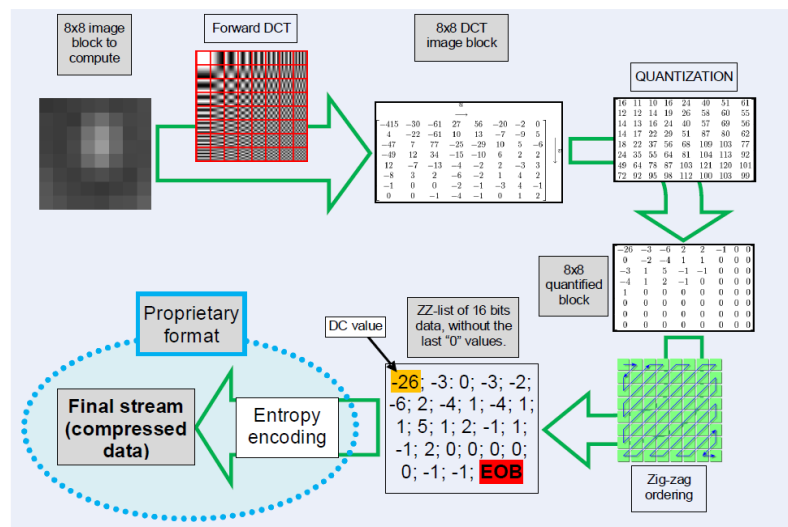 8x8 image
block to
compute
Forward DCT
8x8 DCT
image block
u
−415 −30 −61 27 56 −20 −2 0
4 −22 −61 10 13 −7 −9 5
−47 7 77 −25 −29 10 5 −6
−49 12 34 −15 −10 6 2 2
12 −7 −13 −4 −2 2 −3 3
−8 3 2 −6 −2 1 4 2
−1 0 0 −2 −1 −3 4 −1
0 0 −1 −4 −1 0 1 2
QUANTIZATION
16 11 10 16 24 40 51 61
12 12 14 19 26 58 60 55
14 13 16 24 40 57 69 56
14 17 22 29 51 87 80 62
18 22 37 56 68 109 103 77
24 35 55 64 81 104 113 92
49 64 78 87 103 121 120 101
72 92 95 98 112 100 103 99
8x8
quantified
block
−26 −3 −6 2 2 −1 0 0
0 −2 −4 1 1 0 0 0
−3 1 5 −1 −1 0 0 0
−4 1 2 −1 0 0 0 0
1 0 0 0 0 0 0 0
0 0 0 0 0 0 0 0
0 0 0 0 0 0 0 0
0 0 0 0 0 0 0 0
Zig-zag
ordering
ZZ-list of 16 bits
data, without the
last "0" values.
DC value
-26; -3: 0; -3; -2;
-6; 2; -4; 1; -4; 1;
1; 5; 1; 2; -1; 1;
-1; 2; 0; 0; 0; 0;
0; -1; -1; EOB
Proprietary
format
Entropy
encoding
Final stream
(compressed
data)